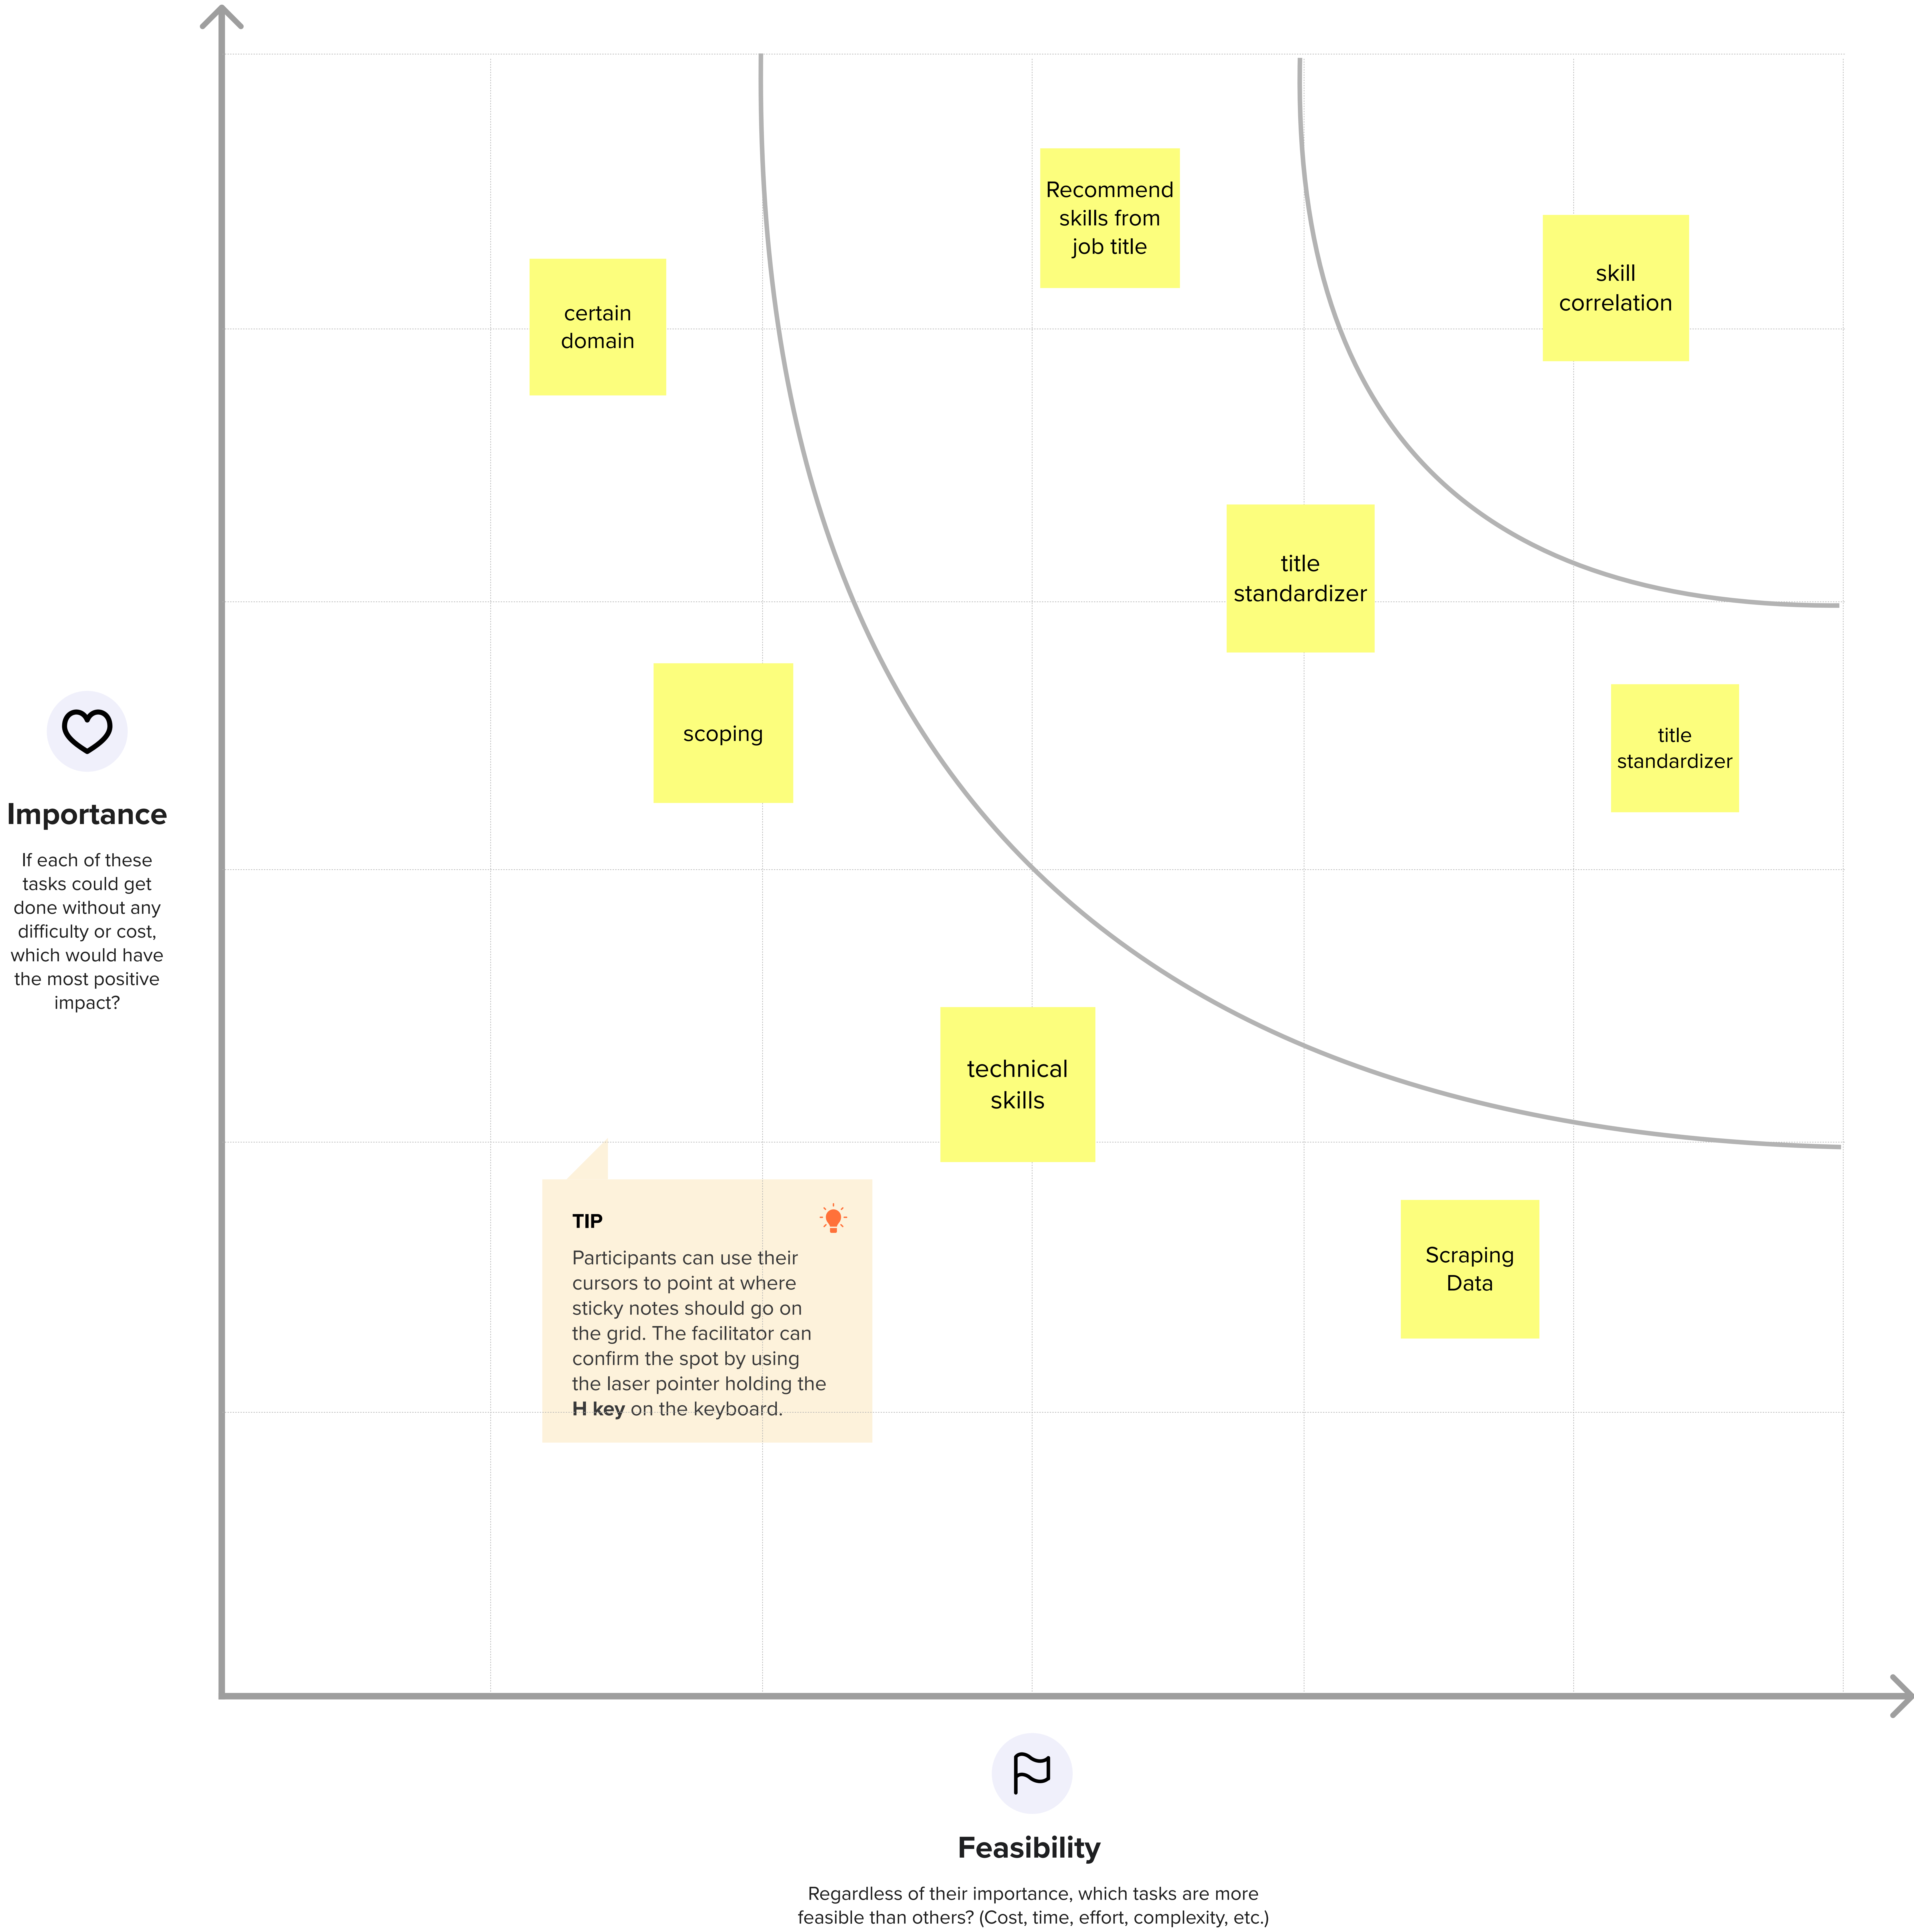 Recommend
skills from
job title
skill
correlation
certain
domain
title
standardizer
scoping
title
standardizer
Importance
If each of these
tasks could get
done without any
difficulty or cost,
which would have
the most positive
impact?
technical
skills
TIP
Participants can use their
cursors to point at where
sticky notes should go on
the grid. The facilitator can
confirm the spot by using
the laser pointer holding the
H key on the keyboard.
Scraping
Data
Feasibility
Regardless of their importance, which tasks are more
feasible than others? (Cost, time, effort, complexity, etc.)